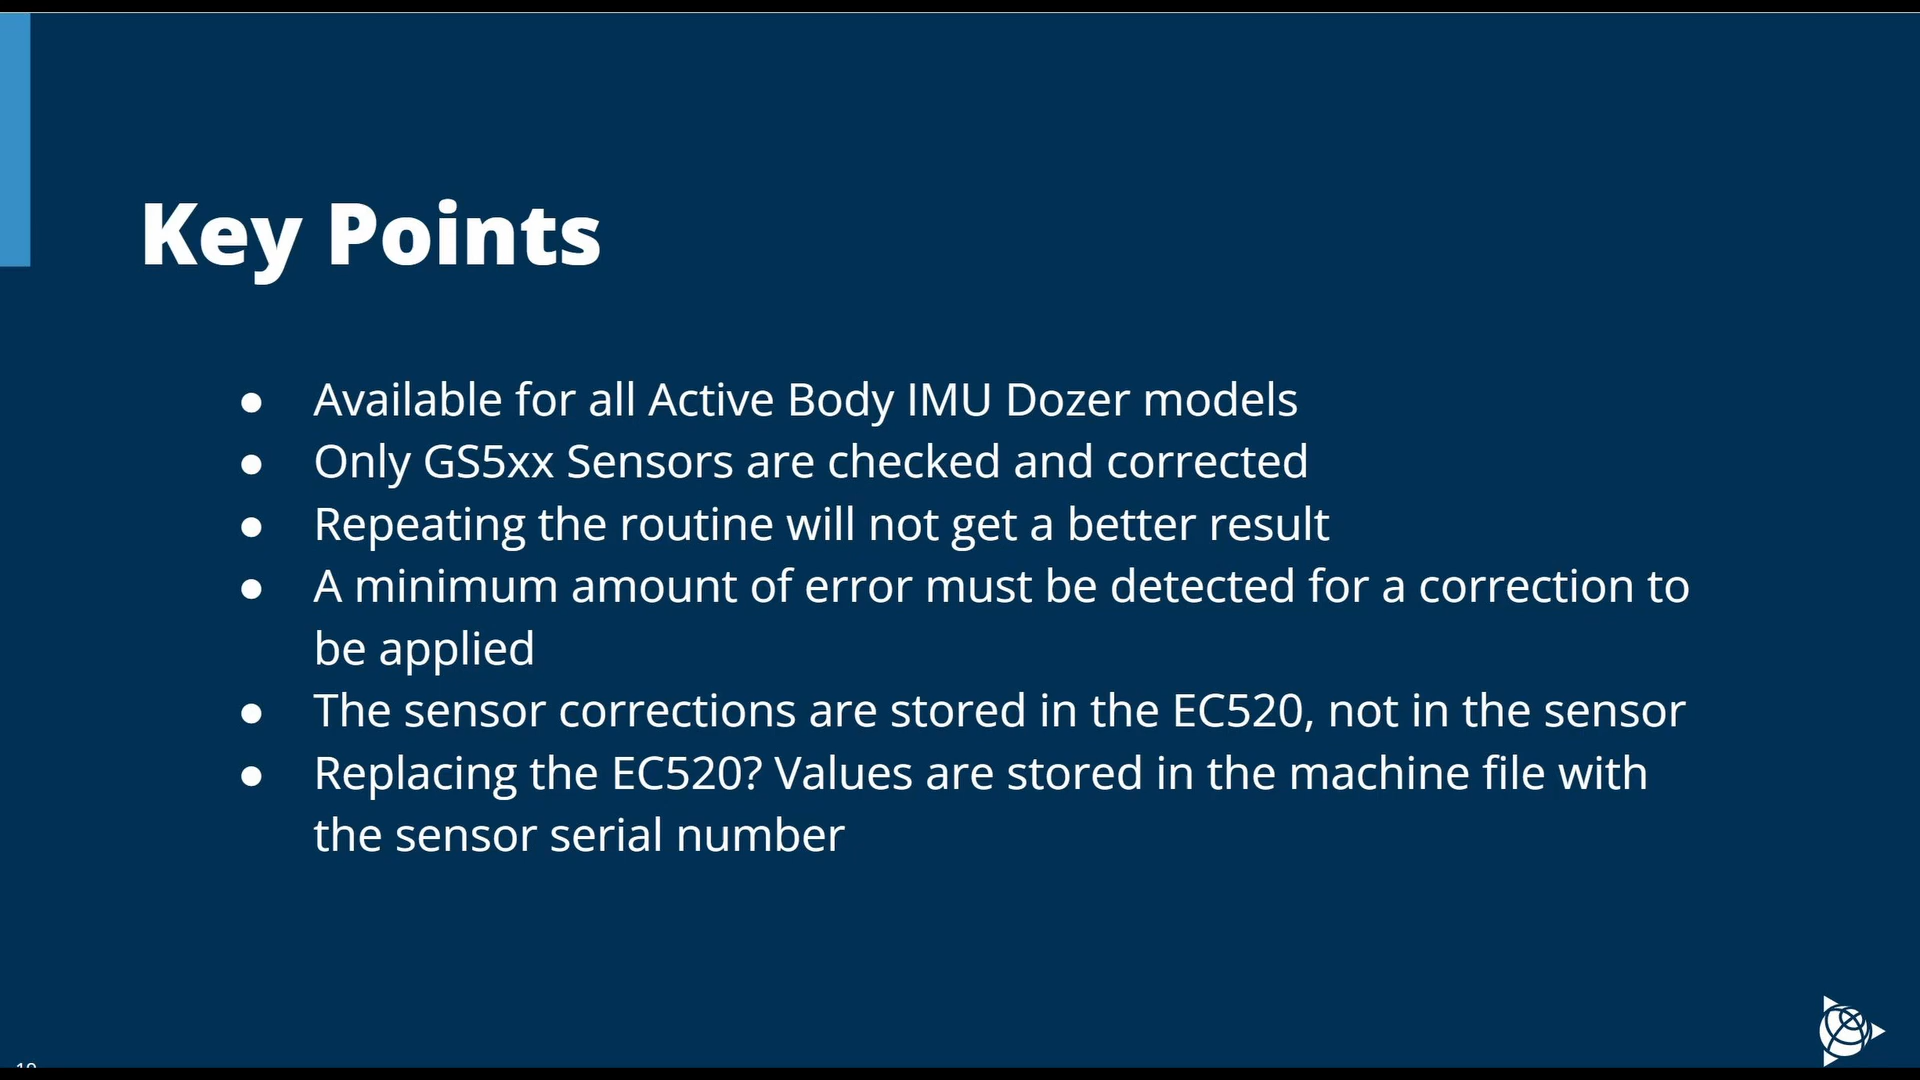 Key Points
● Available for all Active Body IMU Dozer models
● Only GS5xx Sensors are checked and corrected
● Repeating the routine will not get a better result
● A minimum amount of error must be detected for a correction to
be applied
● The sensor corrections are stored in the EC520, not in the sensor
● Replacing the EC520? Values are stored in the machine file with
the sensor serial number